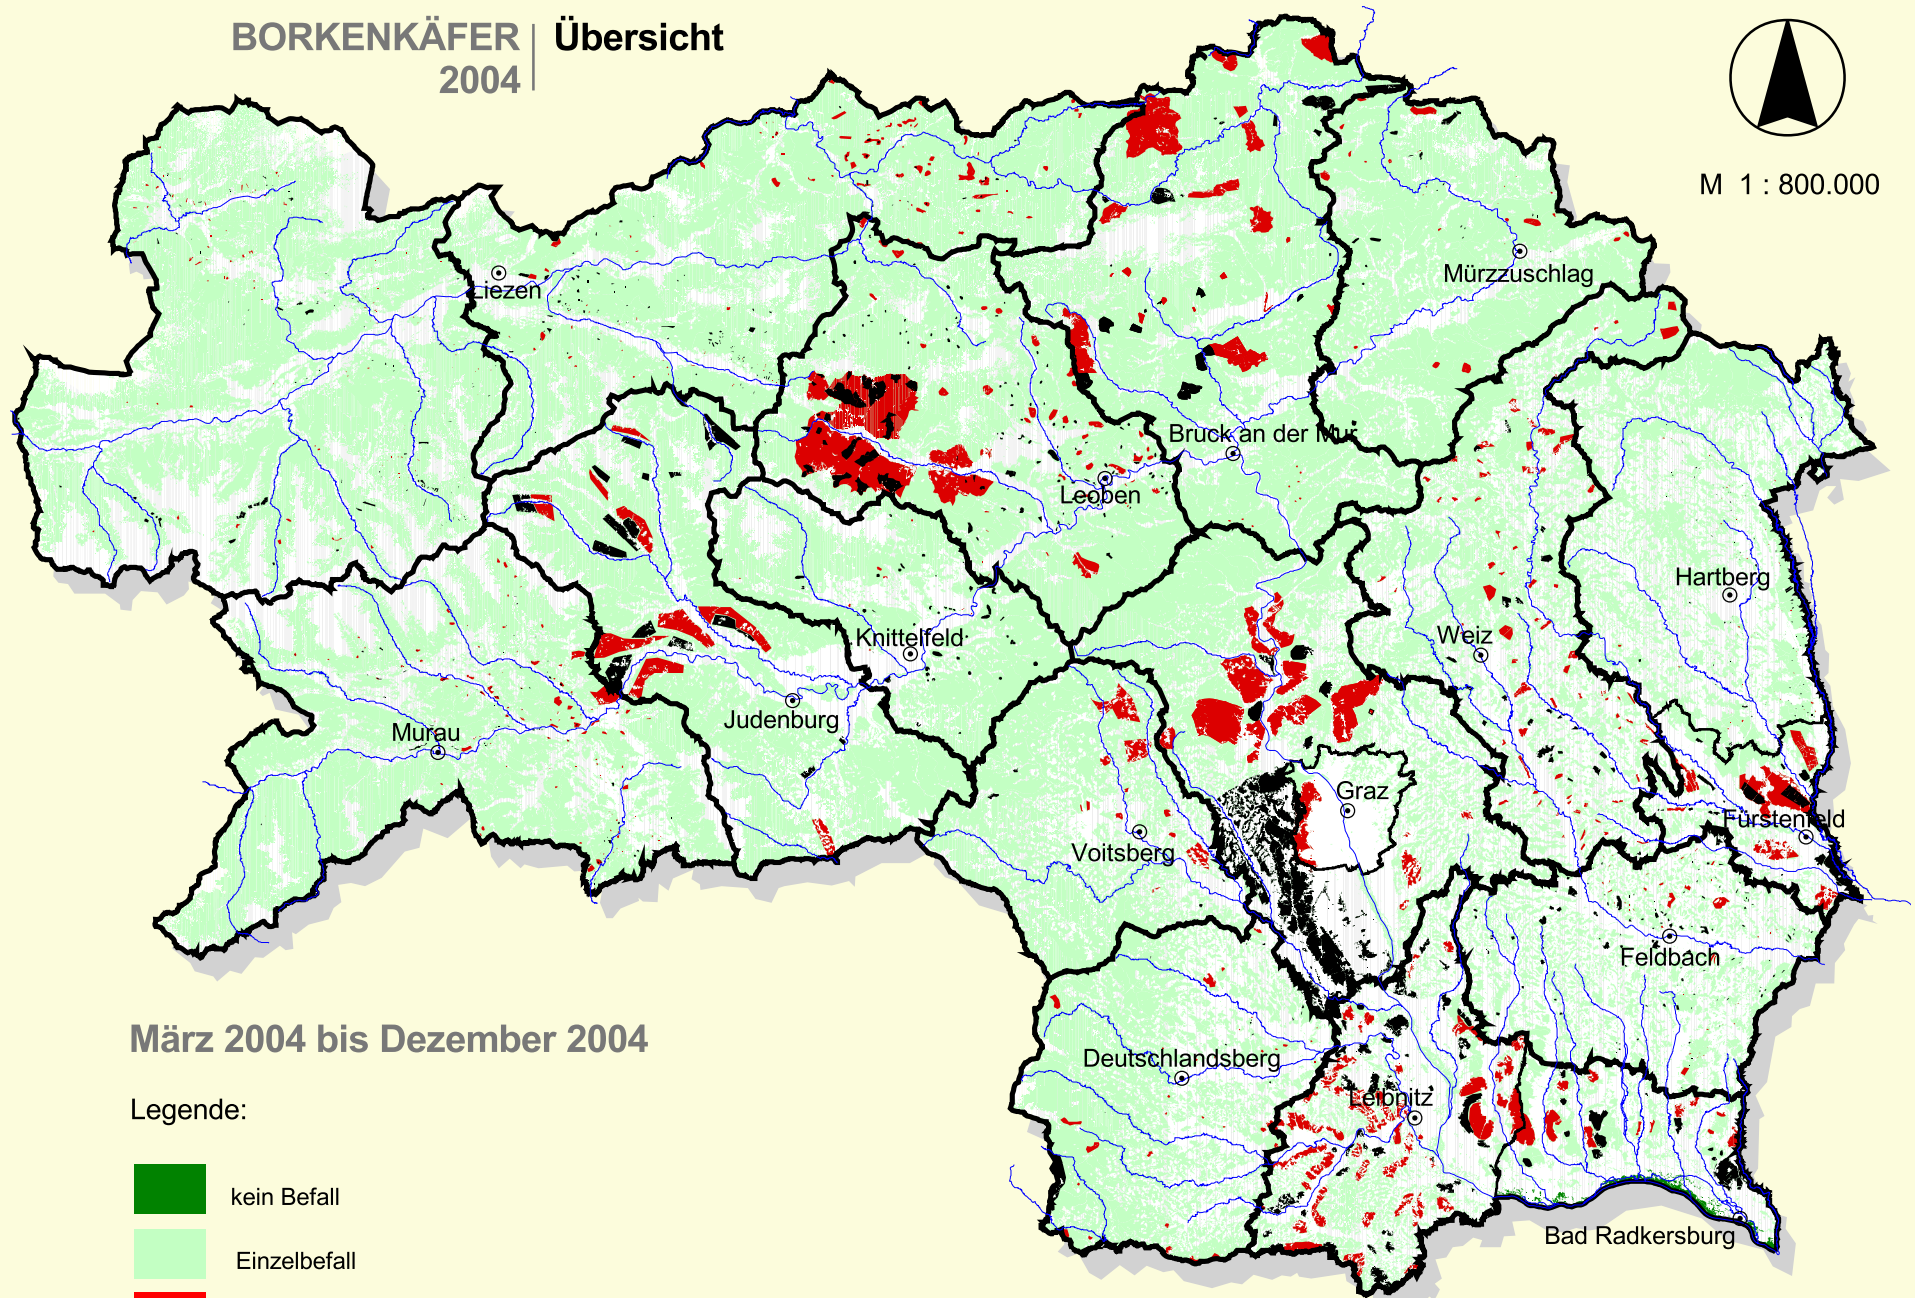 BORKENKÄFER Übersicht
2004
M 1 : 800.000
Mürzzuschlag
Liezen
Bruck an der Mur
Leoben
Hartberg
Weiz
Knittelfeld
Judenburg
Murau
Graz
Fürstenfeld
Voitsberg
Feldbach
März 2004 bis Dezember 2004
Deutschlandsberg
Leibnitz
Legende:
kein Befall
Bad Radkersburg
Einzelbefall